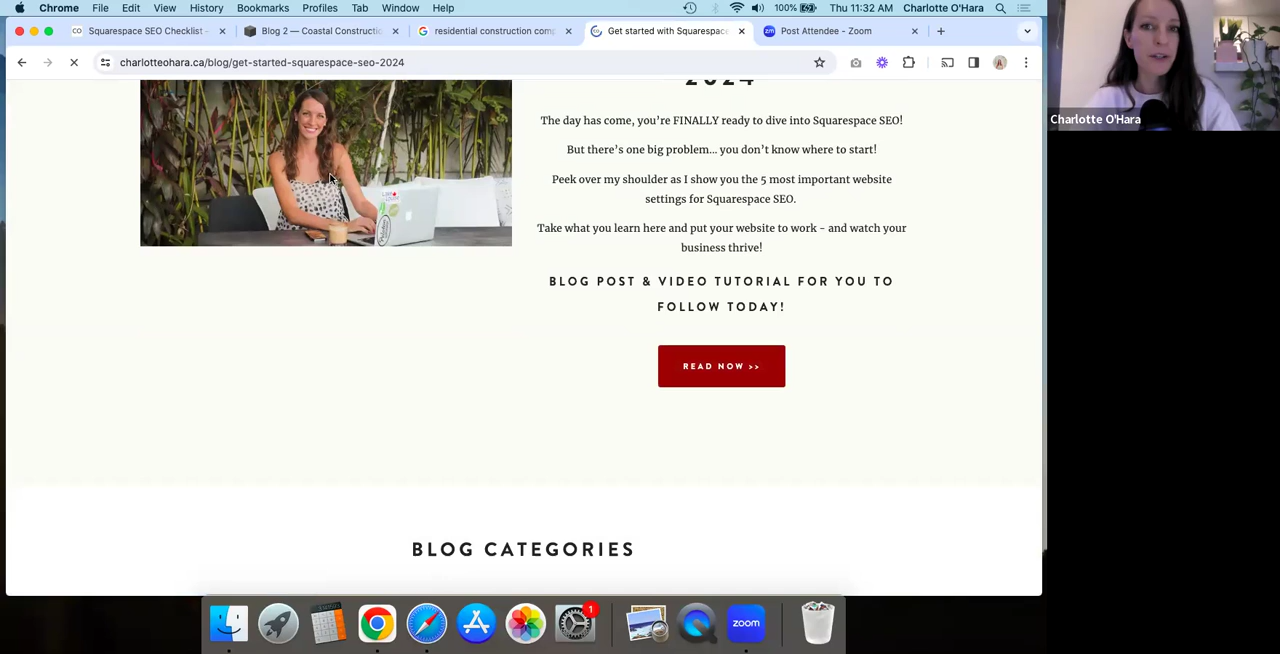 Chrome File Edit View History Bookmarks Profiles Tab Window Help 100% Thu 11:32 AM Charlotte O'Hara
CO Squarespace SEO Checklist - Blog 2 — Coastal Constructio residential construction comp Get started with Squarespace Post Attendee - Zoom
charlotteohara.ca/blog/get-started-squarespace-seo-2024
Charlotte O'Hara
2024
The day has come, you're FINALLY ready to dive into Squarespace SEO!
But there's one big problem... you don't know where to start!
Peek over my shoulder as I show you the 5 most important website
settings for Squarespace SEO.
Take what you learn here and put your website to work - and watch your
business thrive!
BLOG POST & VIDEO TUTORIAL FOR YOU TO
FOLLOW TODAY!
READ NOW >>
BLOG CATEGORIES
1
zoom